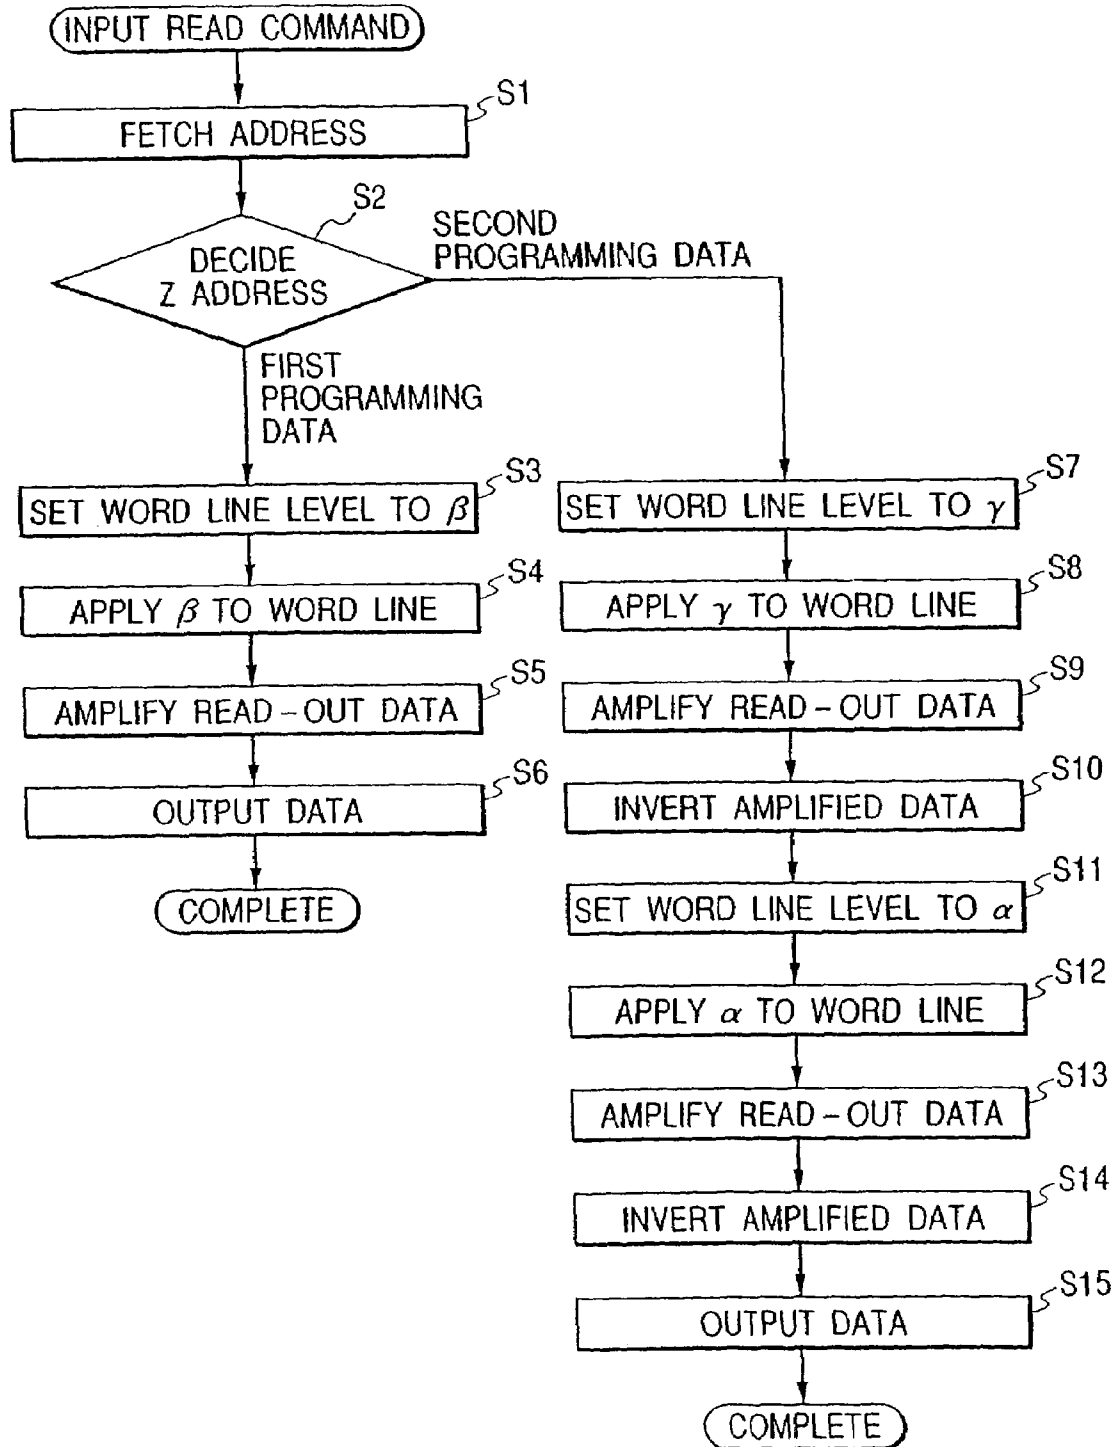 INPUT READ COMMAND
S1
FETCH ADDRESS
S2
DECIDE
Z ADDRESS
SECOND
PROGRAMMING DATA
FIRST
PROGRAMMING
DATA
S3
SET WORD LINE LEVEL TO β
S4
APPLY β TO WORD LINE
S5
AMPLIFY READ-OUT DATA
S6
OUTPUT DATA
COMPLETE
S7
SET WORD LINE LEVEL TO γ
S8
APPLY γ TO WORD LINE
S9
AMPLIFY READ-OUT DATA
S10
INVERT AMPLIFIED DATA
S11
SET WORD LINE LEVEL TO α
S12
APPLY α TO WORD LINE
S13
AMPLIFY READ-OUT DATA
S14
INVERT AMPLIFIED DATA
S15
OUTPUT DATA
COMPLETE